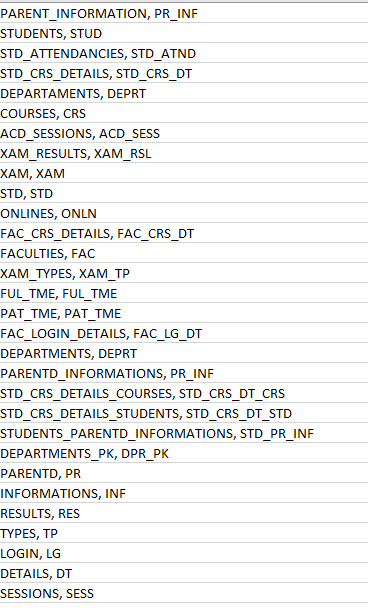 PARENT_INFORMATION, PR_INF
STUDENTS, STUD
STD_ATTENDANCIES, STD_ATND
STD_CRS_DETAILS, STD_CRS_DT
DEPARTAMENTS, DEPRT
COURSES, CRS
ACD_SESSIONS, ACD_SESS
XAM_RESULTS, XAM_RSL
XAM, XAM
STD, STD
ONLINES, ONLN
FAC_CRS_DETAILS, FAC_CRS_DT
FACULTIES, FAC
XAM_TYPES, XAM_TP
FUL_TME, FUL_TME
PAT_TME, PAT_TME
FAC_LOGIN_DETAILS, FAC_LG_DT
DEPARTMENTS, DEPRT
PARENTD_INFORMATIONS, PR_INF
STD_CRS_DETAILS_COURSES, STD_CRS_DT_CRS
STD_CRS_DETAILS_STUDENTS, STD_CRS_DT_STD
STUDENTS_PARENTD_INFORMATIONS, STD_PR_INF
DEPARTMENTS_PK, DPR_PK
PARENTD, PR
INFORMATIONS, INF
RESULTS, RES
TYPES, TP
LOGIN, LG
DETAILS, DT
SESSIONS, SESS